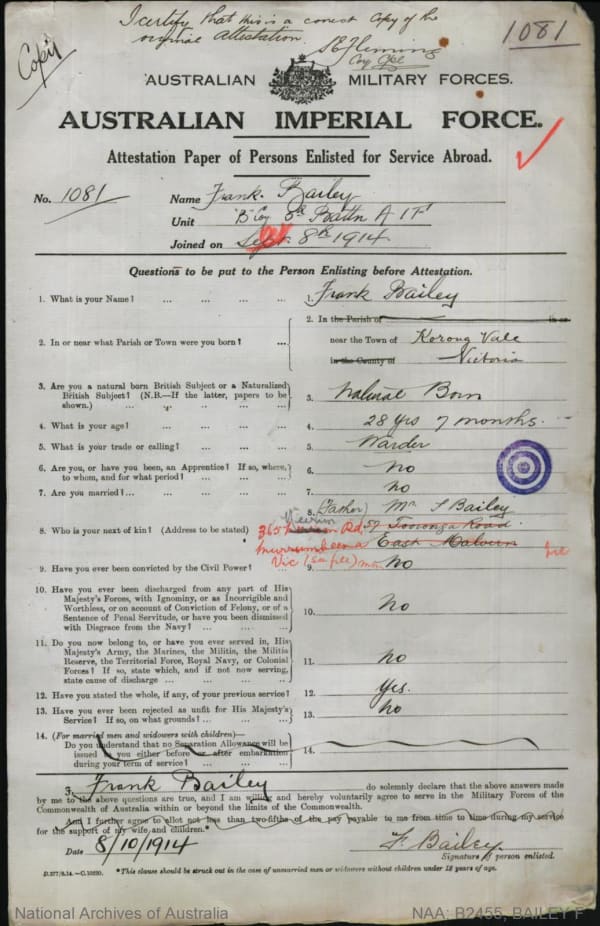 I certify that this is a correct Copy of the
original Attestation.
Copy
1081
AUSTRALIAN MILITARY FORCES.
AUSTRALIAN IMPERIAL FORCE.
Attestation Paper of Persons Enlisted for Service Abroad.
No. 1081 Name Frank Bailey
Unit "B" Coy 8th Battn A I F
Joined on Sept. 8th 1914
Questions to be put to the Person Enlisting before Attestation.
1. What is your Name? ... ... ... ... 1. Frank Bailey
2. In or near what Parish or Town were you born? ... 2. In the Parish of in or
near the Town of Korong Vale
in the County of Victoria
3. Are you a natural born British Subject or a Naturalized
British Subject? (N.B.—If the latter, papers to be
shown.) ... ... ... ... 3. Natural Born
4. What is your age? ... ... ... ... 4. 28 yrs 7 months.
5. What is your trade or calling? ... ... ... 5. Warder
6. Are you, or have you been, an Apprentice? If so, where,
to whom, and for what period? ... ... ... 6. No
7. Are you married? ... ... ... ... 7. No
8. Who is your next of kin? (Address to be stated) 8. (Father) Mr Bailey
365 Neerim Rd, 57 Road
Murrumbeena East Malvern
Vic
9. Have you ever been convicted by the Civil Power? ... 9. No
10. Have you ever been discharged from any part of His
Majesty's Forces, with Ignominy, or as Incorrigible and
Worthless, or on account of Conviction of Felony, or of a
Sentence of Penal Servitude, or have you been dismissed
with Disgrace from the Navy? ... ... ... 10. No
11. Do you now belong to, or have you ever served in, His
Majesty's Army, the Marines, the Militia, the Militia
Reserve, the Territorial Force, Royal Navy, or Colonial
Forces? If so, state which, and if not now serving,
state cause of discharge ... ... ... 11. No
12. Have you stated the whole, if any, of your previous service? 12. Yes.
13. Have you ever been rejected as unfit for His Majesty's
Service? If so, on what grounds? ... ... ... 13. No
14. (For married men and widowers with children)—
Do you understand that no Separation Allowance will be
issued to you either before or after embarkation
during your term of service? ... ... ... 14.
I, Frank Bailey do solemnly declare that the above answers made
by me to the above questions are true, and I am willing and hereby voluntarily agree to serve in the Military Forces of the
Commonwealth of Australia within or beyond the limits of the Commonwealth.
And I further agree to allot not less than two-fifths of the pay payable to me from time to time during my service
for the support of my wife and children.*
Date 8/10/1914 F. Bailey
Signature of person enlisted.
D.277/8.14.—C.10920. *This clause should be struck out in the case of unmarried men or widowers without children under 18 years of age.
National Archives of Australia NAA: B2455, BAILEY F